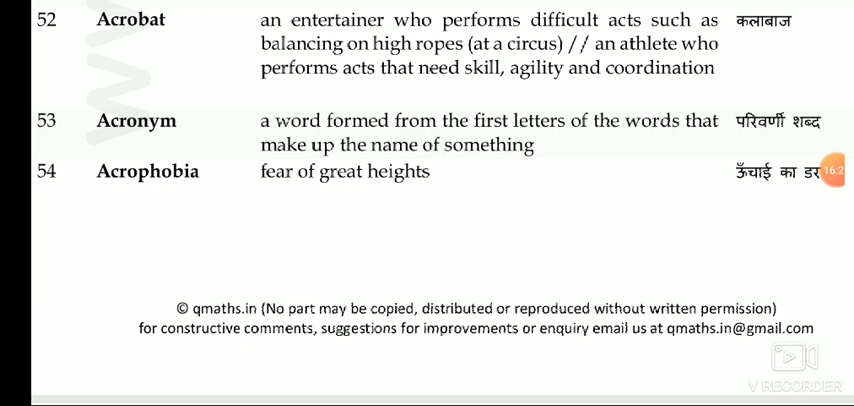 52 Acrobat an entertainer who performs difficult acts such as कलाबाज
balancing on high ropes (at a circus) // an athlete who
performs acts that need skill, agility and coordination
53 Acronym a word formed from the first letters of the words that परिवर्णी शब्द
make up the name of something
54 Acrophobia fear of great heights ऊँचाई का डर
16:2
© qmaths.in (No part may be copied, distributed or reproduced without written permission)
for constructive comments, suggestions for improvements or enquiry email us at qmaths.in@gmail.com
V RECORDER